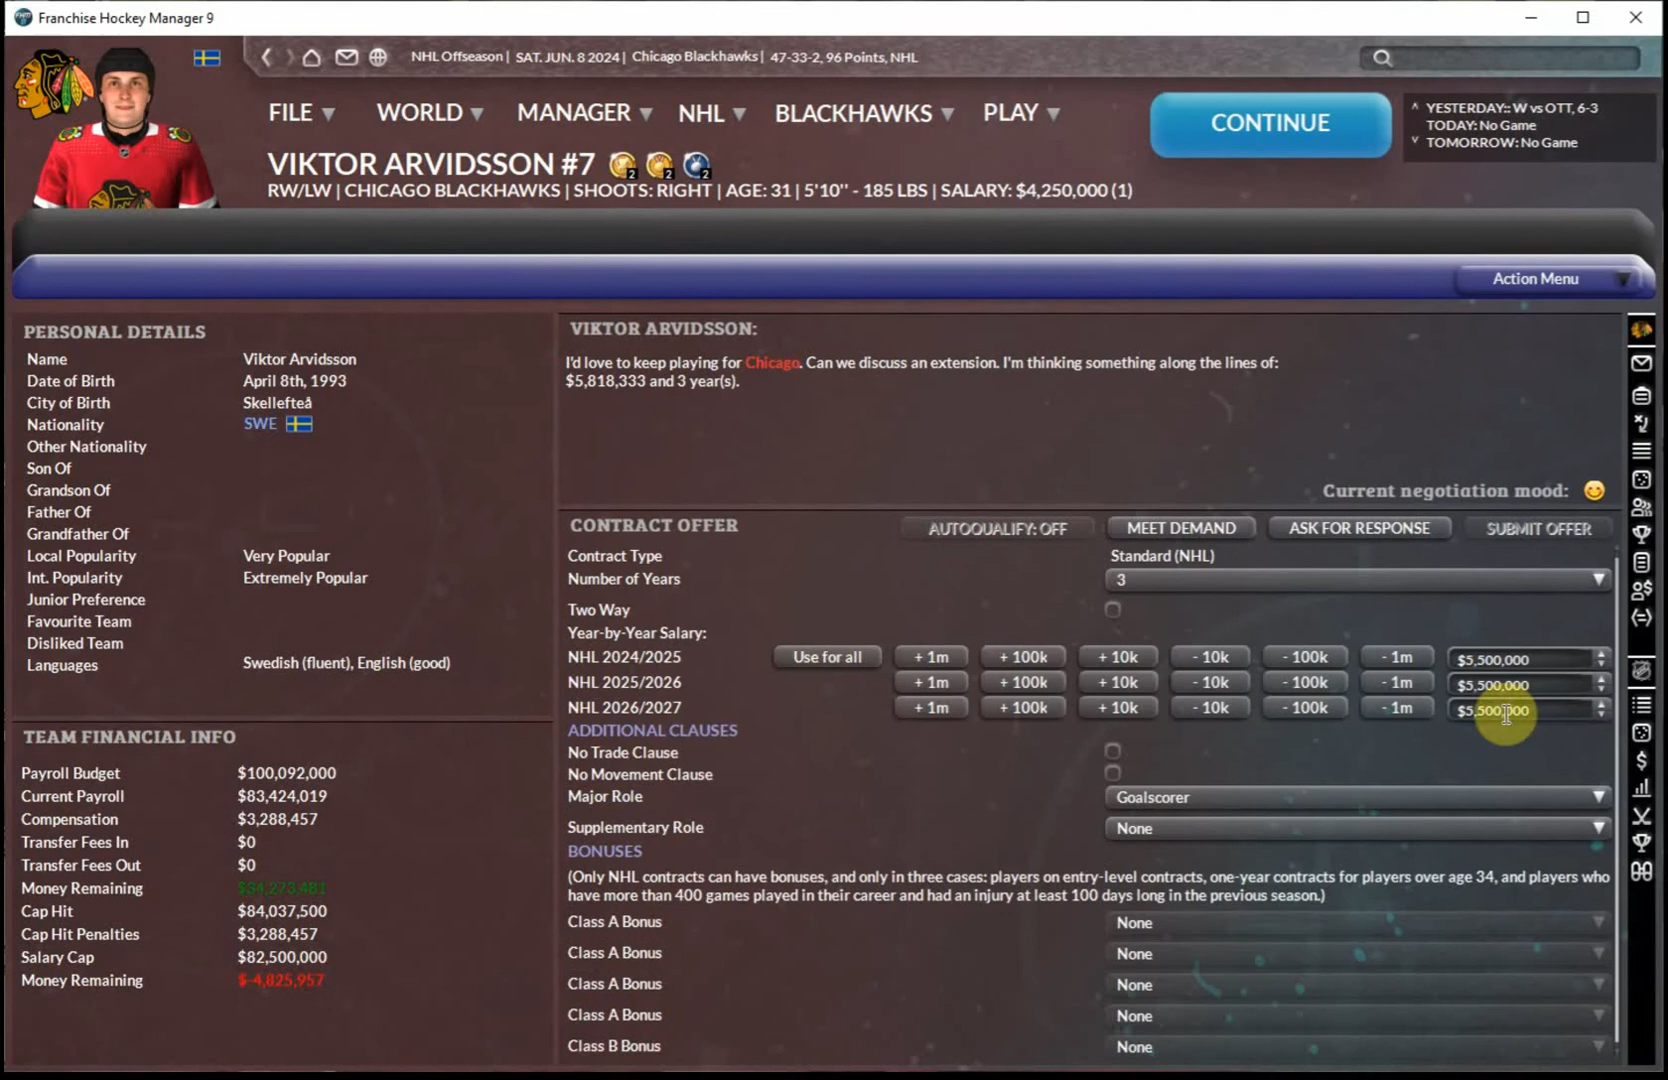 Franchise Hockey Manager 9
NHL Offseason | SAT. JUN. 8 2024 | Chicago Blackhawks | 47-33-2, 96 Points, NHL
FILE WORLD MANAGER NHL BLACKHAWKS PLAY
CONTINUE
YESTERDAY:: W vs OTT, 6-3
TODAY: No Game
TOMORROW: No Game
VIKTOR ARVIDSSON #7 2 2 2
RW/LW | CHICAGO BLACKHAWKS | SHOOTS: RIGHT | AGE: 31 | 5'10'' - 185 LBS | SALARY: $4,250,000 (1)
Action Menu
PERSONAL DETAILS
Name Viktor Arvidsson
Date of Birth April 8th, 1993
City of Birth Skellefteå
Nationality SWE
Other Nationality
Son Of
Grandson Of
Father Of
Grandfather Of
Local Popularity Very Popular
Int. Popularity Extremely Popular
Junior Preference
Favourite Team
Disliked Team
Languages Swedish (fluent), English (good)
TEAM FINANCIAL INFO
Payroll Budget $100,092,000
Current Payroll $83,424,019
Compensation $3,288,457
Transfer Fees In $0
Transfer Fees Out $0
Money Remaining $34,273,481
Cap Hit $84,037,500
Cap Hit Penalties $3,288,457
Salary Cap $82,500,000
Money Remaining $-4,825,957
VIKTOR ARVIDSSON:
I'd love to keep playing for Chicago. Can we discuss an extension. I'm thinking something along the lines of:
$5,818,333 and 3 year(s).
Current negotiation mood:
CONTRACT OFFER AUTOQUALIFY: OFF MEET DEMAND ASK FOR RESPONSE SUBMIT OFFER
Contract Type Standard (NHL)
Number of Years 3
Two Way
Year-by-Year Salary:
NHL 2024/2025 Use for all + 1m + 100k + 10k - 10k - 100k - 1m $5,500,000
NHL 2025/2026 + 1m + 100k + 10k - 10k - 100k - 1m $5,500,000
NHL 2026/2027 + 1m + 100k + 10k - 10k - 100k - 1m $5,500,000
ADDITIONAL CLAUSES
No Trade Clause
No Movement Clause
Major Role Goalscorer
Supplementary Role None
BONUSES
(Only NHL contracts can have bonuses, and only in three cases: players on entry-level contracts, one-year contracts for players over age 34, and players who
have more than 400 games played in their career and had an injury at least 100 days long in the previous season.)
Class A Bonus None
Class A Bonus None
Class A Bonus None
Class A Bonus None
Class B Bonus None